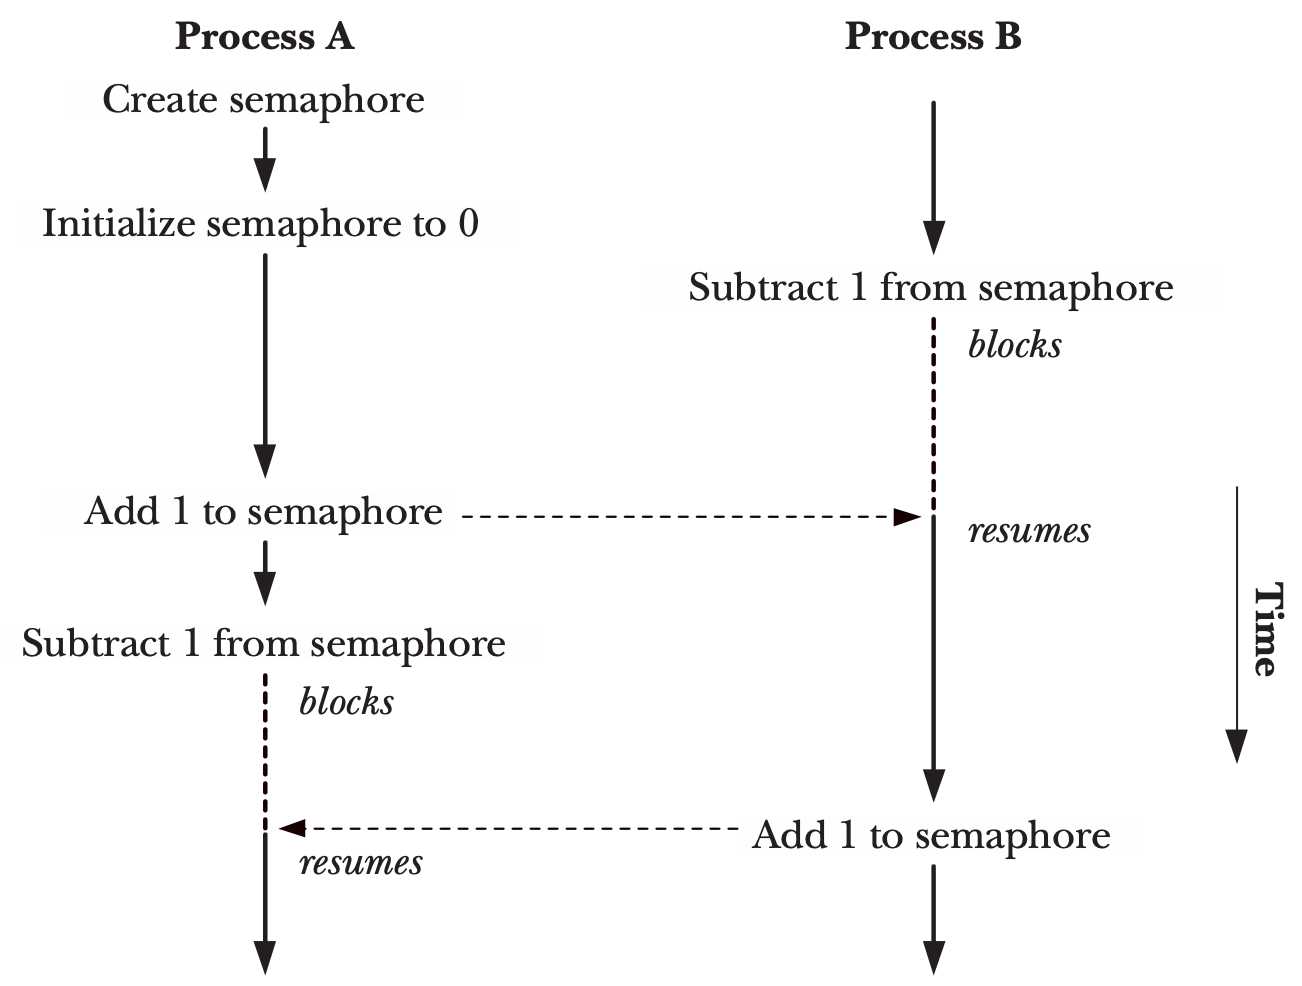 Process A
Process B
Create semaphore
Initialize semaphore to 0
Subtract 1 from semaphore
blocks
Add 1 to semaphore
resumes
Time
Subtract 1 from semaphore
blocks
Add 1 to semaphore
resumes